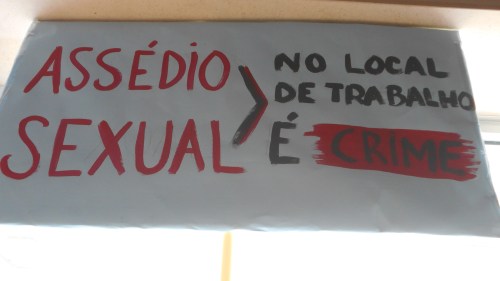 ASSÉDIO
SEXUAL
> NO LOCAL
DE TRABALHO
É CRIME